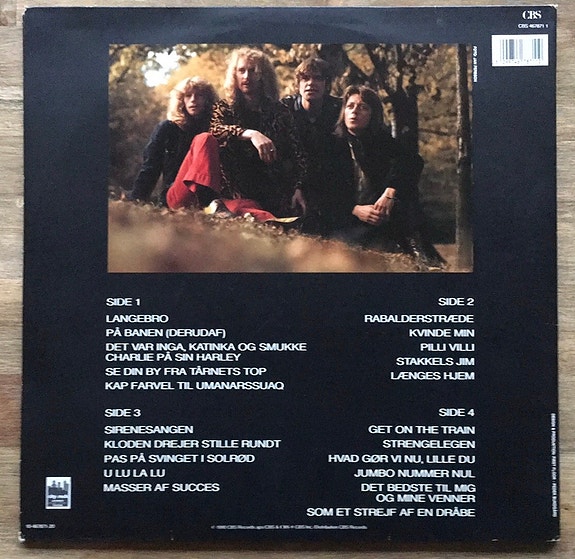 CBS
CBS 467871 1
SIDE 1
LANGEBRO
PÅ BANEN (DERUDAF)
DET VAR INGA, KATINKA OG SMUKKE
CHARLIE PÅ SIN HARLEY
SE DIN BY FRA TÅRNETS TOP
KAP FARVEL TIL UMANARSSUAQ
SIDE 2
RABALDERSTRÆDE
KVINDE MIN
PILLI VILLI
STAKKELS JIM
LÆNGES HJEM
SIDE 3
SIRENESANGEN
KLODEN DREJER STILLE RUNDT
PAS PÅ SVINGET I SOLRØD
U LU LA LU
MASSER AF SUCCES
SIDE 4
GET ON THE TRAIN
STRENGELEGEN
HVAD GØR VI NU, LILLE DU
JUMBO NUMMER NUL
DET BEDSTE TIL MIG
OG MINE VENNER
SOM ET STREJF AF EN DRÅBE